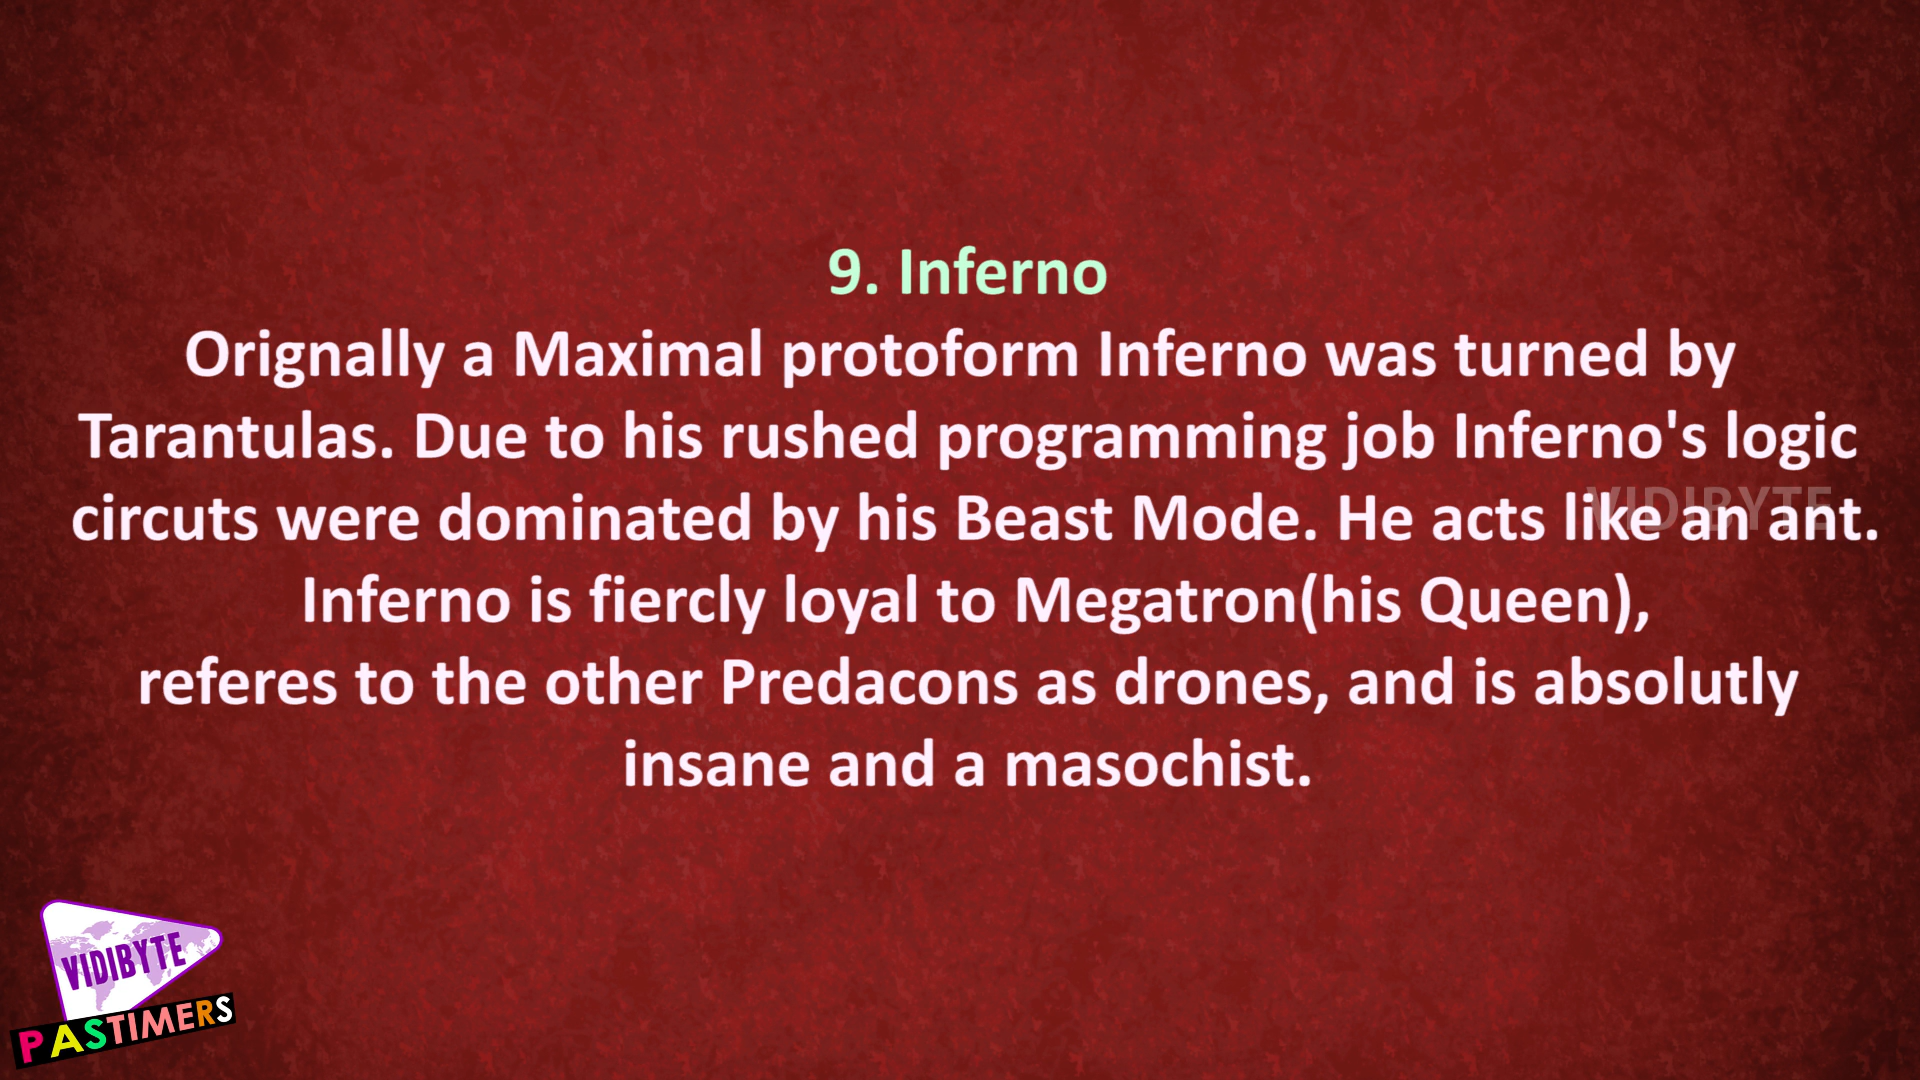 9. Inferno
Orignally a Maximal protoform Inferno was turned by
Tarantulas. Due to his rushed programming job Inferno's logic
circuts were dominated by his Beast Mode. He acts like an ant.
VIDIBYTE
Inferno is fiercly loyal to Megatron(his Queen),
referes to the other Predacons as drones, and is absolutly
insane and a masochist.
VIDIBYTE
PASTIMERS